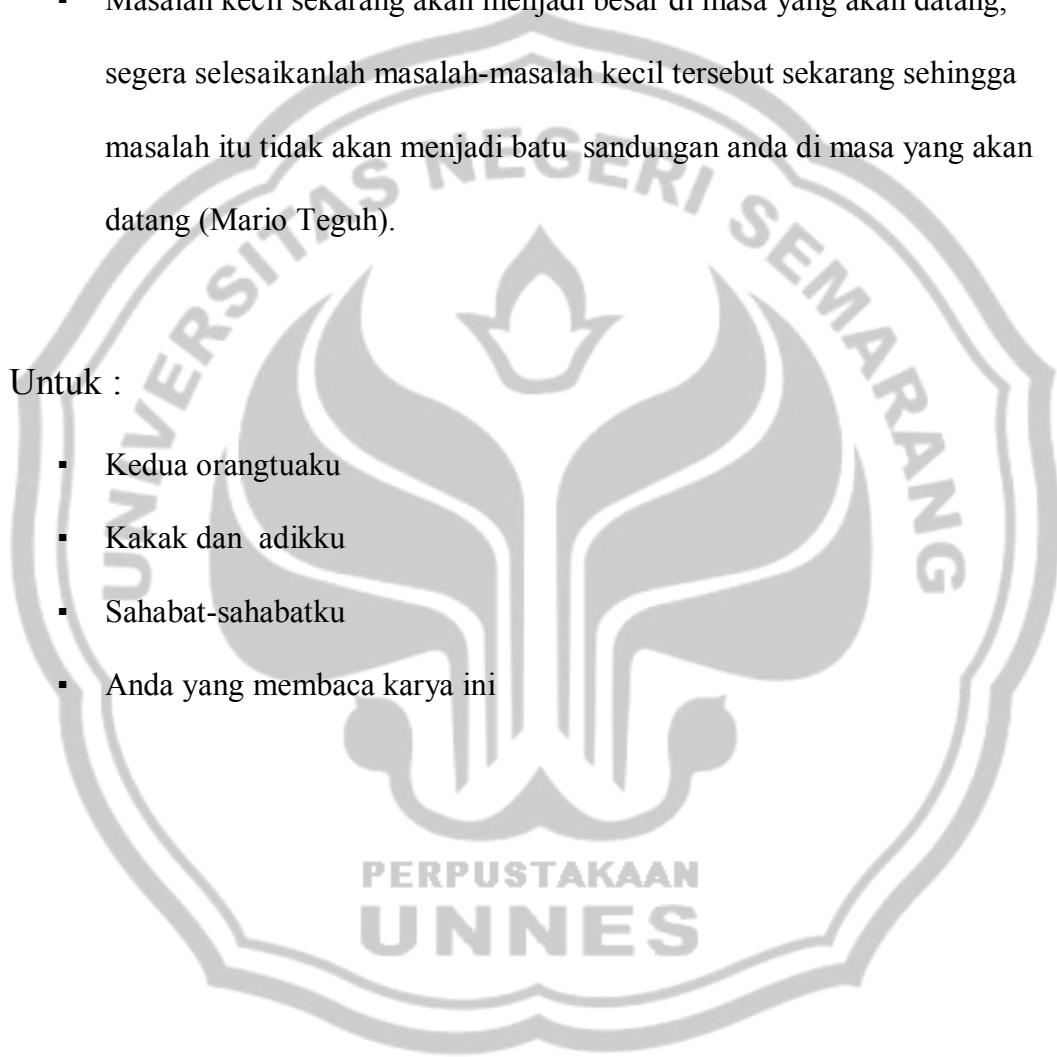 ▪ Masalah kecil sekarang akan menjadi besar di masa yang akan datang,
segera selesaikanlah masalah-masalah kecil tersebut sekarang sehingga
masalah itu tidak akan menjadi batu sandungan anda di masa yang akan
datang (Mario Teguh).
UNIVERSITAS NEGERI SEMARANG
Untuk :
▪ Kedua orangtuaku
▪ Kakak dan adikku
▪ Sahabat-sahabatku
▪ Anda yang membaca karya ini
PERPUSTAKAAN
UNNES